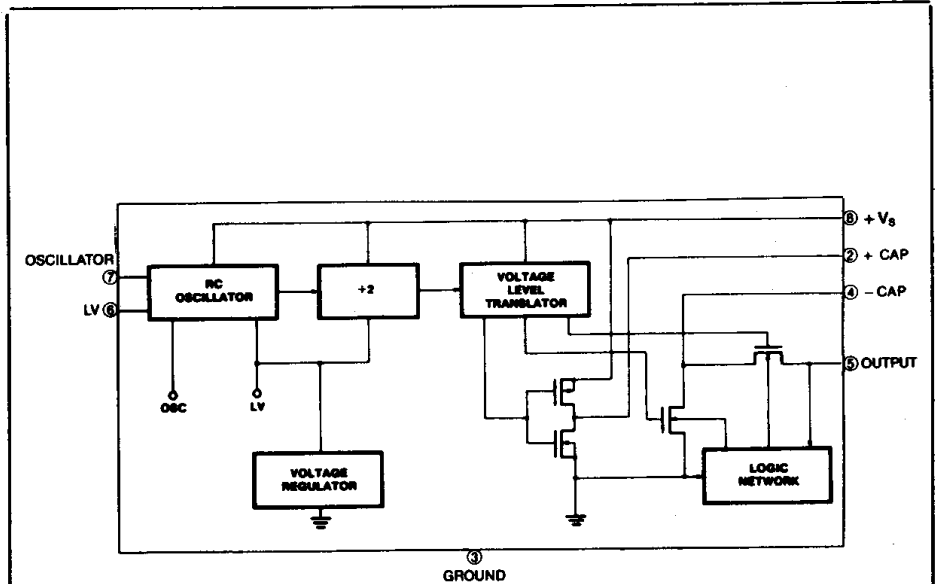 ⑧ + VS
② + CAP
④ − CAP
⑤ OUTPUT
OSCILLATOR
⑦
LV ⑥
RC
OSCILLATOR
÷2
VOLTAGE
LEVEL
TRANSLATOR
OSC
LV
VOLTAGE
REGULATOR
LOGIC
NETWORK
③
GROUND